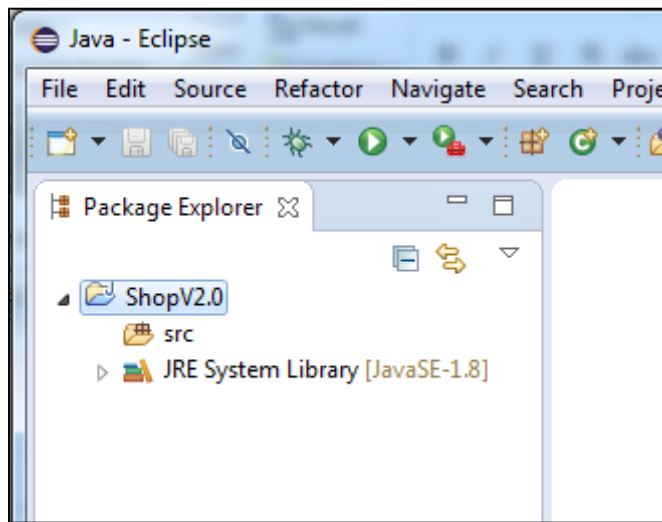 Java - Eclipse
File Edit Source Refactor Navigate Search Proje
Package Explorer
ShopV2.0
src
JRE System Library [JavaSE-1.8]